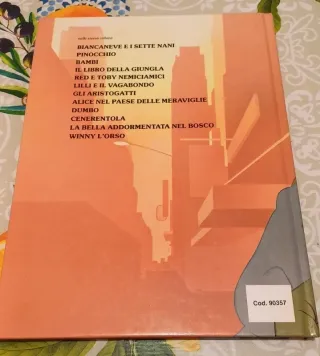 nella stessa collana
BIANCANEVE E I SETTE NANI
PINOCCHIO
BAMBI
IL LIBRO DELLA GIUNGLA
RED E TOBY NEMICIAMICI
LILLI E IL VAGABONDO
GLI ARISTOGATTI
ALICE NEL PAESE DELLE MERAVIGLIE
DUMBO
CENERENTOLA
LA BELLA ADDORMENTATA NEL BOSCO
WINNY L'ORSO
Cod. 90357